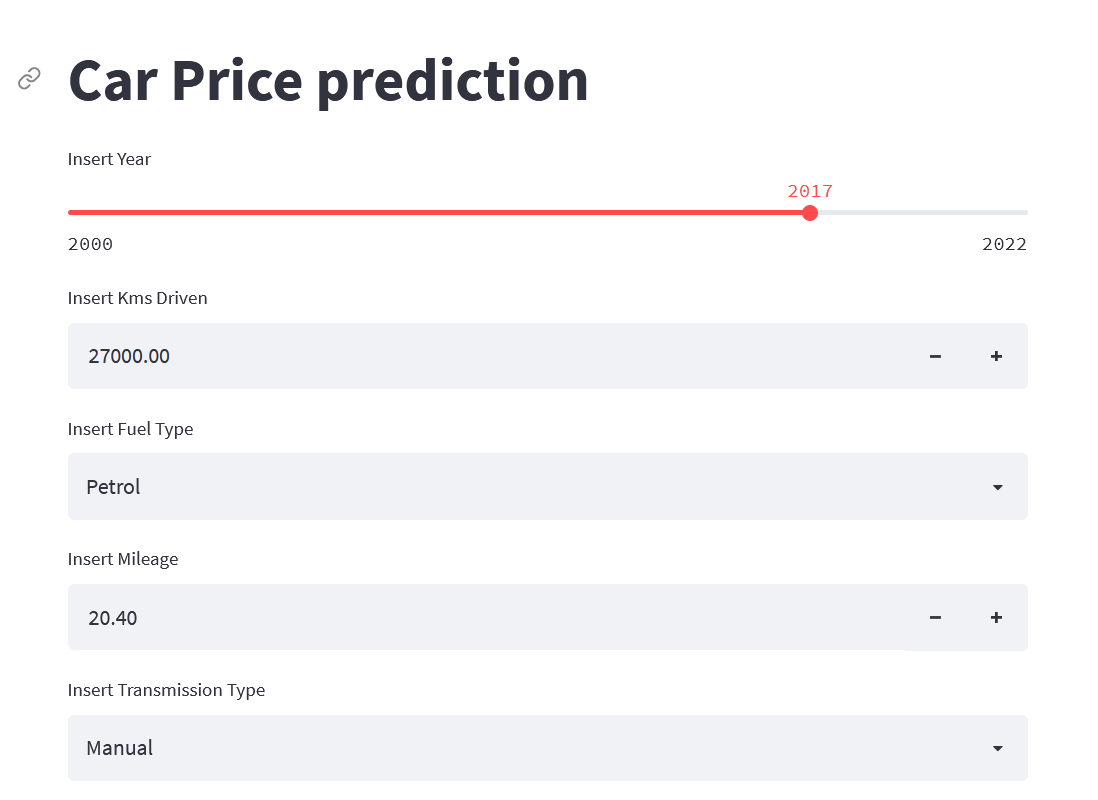 Car Price prediction
Insert Year
2017
2000 2022
Insert Kms Driven
27000.00
Insert Fuel Type
Petrol
Insert Mileage
20.40
Insert Transmission Type
Manual